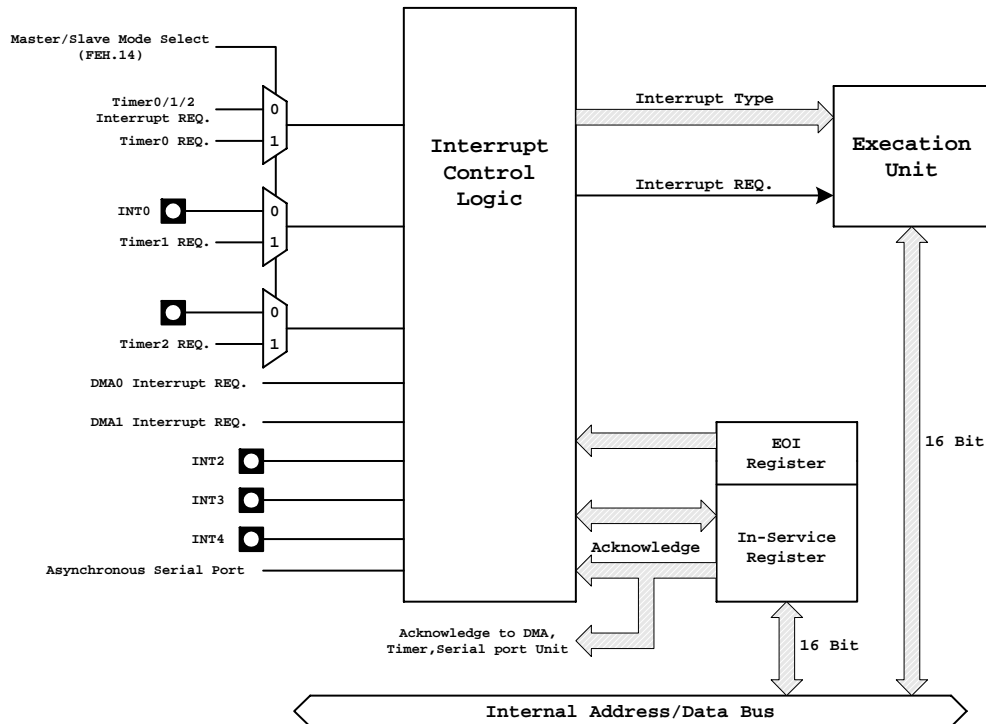 Master/Slave Mode Select
(FEH.14)
Timer0/1/2
Interrupt REQ.
0
Timer0 REQ.
1
INT0
0
Timer1 REQ.
1
0
Timer2 REQ.
1
DMA0 Interrupt REQ.
DMA1 Interrupt REQ.
INT2
INT3
INT4
Asynchronous Serial Port
Interrupt
Control
Logic
Interrupt Type
Interrupt REQ.
Execation
Unit
16 Bit
EOI
Register
In-Service
Register
Acknowledge
Acknowledge to DMA,
Timer,Serial port Unit
16 Bit
Internal Address/Data Bus